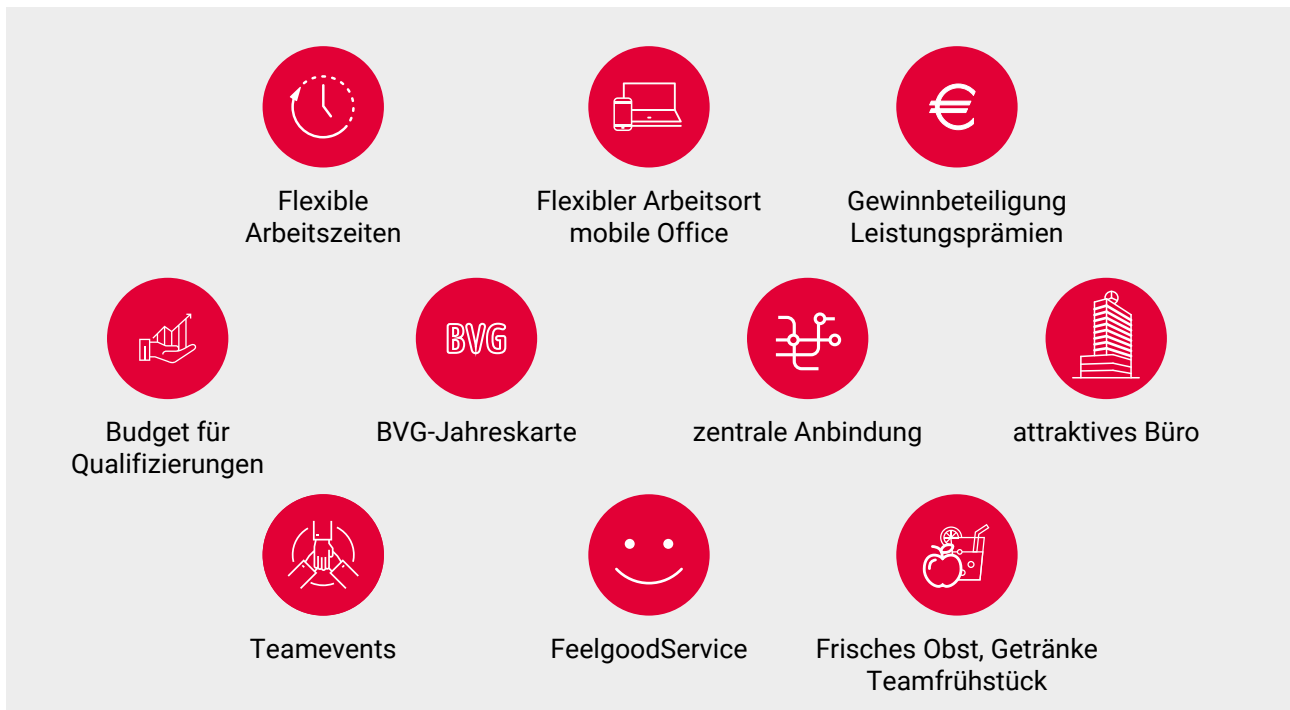 Flexible
Arbeitszeiten
Flexibler Arbeitsort
mobile Office
Gewinnbeteiligung
Leistungsprämien
BVG
Budget für
Qualifizierungen
BVG-Jahreskarte
zentrale Anbindung
attraktives Büro
Teamevents
FeelgoodService
Frisches Obst, Getränke
Teamfrühstück